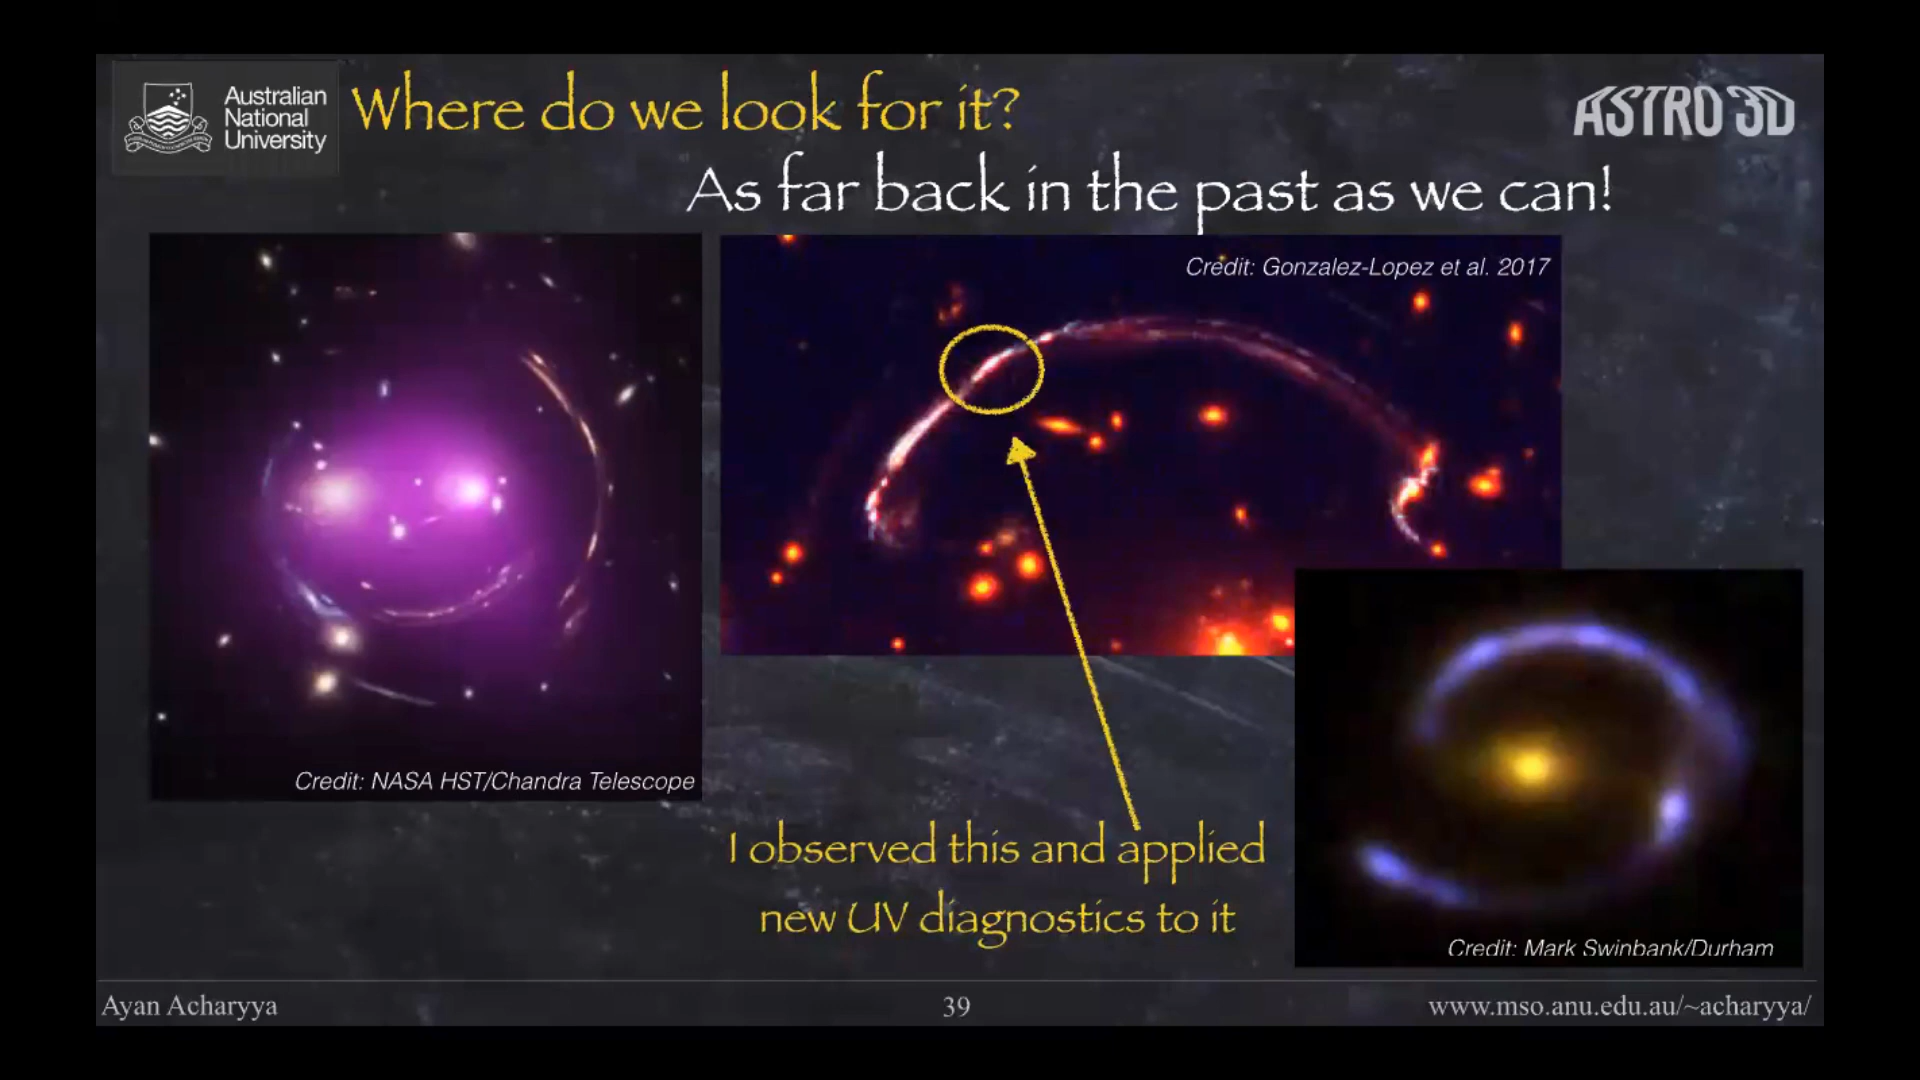 Australian
National
University
Where do we look for it?
ASTRO 3D
As far back in the past as we can!
Credit: Gonzalez-Lopez et al. 2017
Credit: NASA HST/Chandra Telescope
I observed this and applied
new UV diagnostics to it
Credit: Mark Swinbank/Durham
Ayan Acharyya
39
www.mso.anu.edu.au/~acharyya/